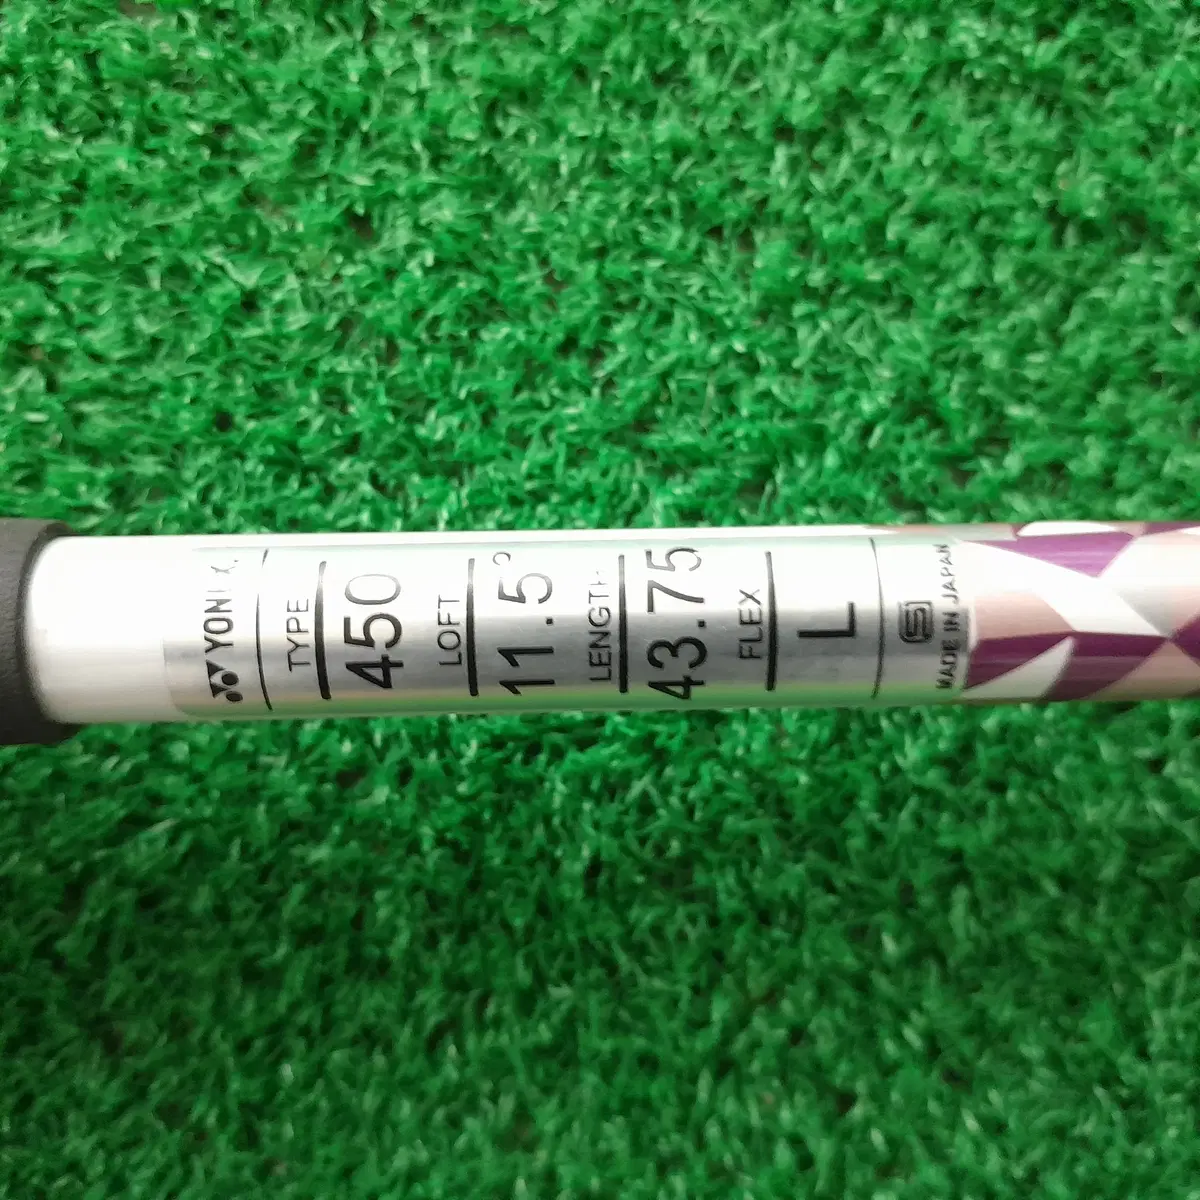 YONEX
TYPE
450
LOFT
11.5°
LENGTH
43.75
FLEX
L
S
MADE IN JAPAN